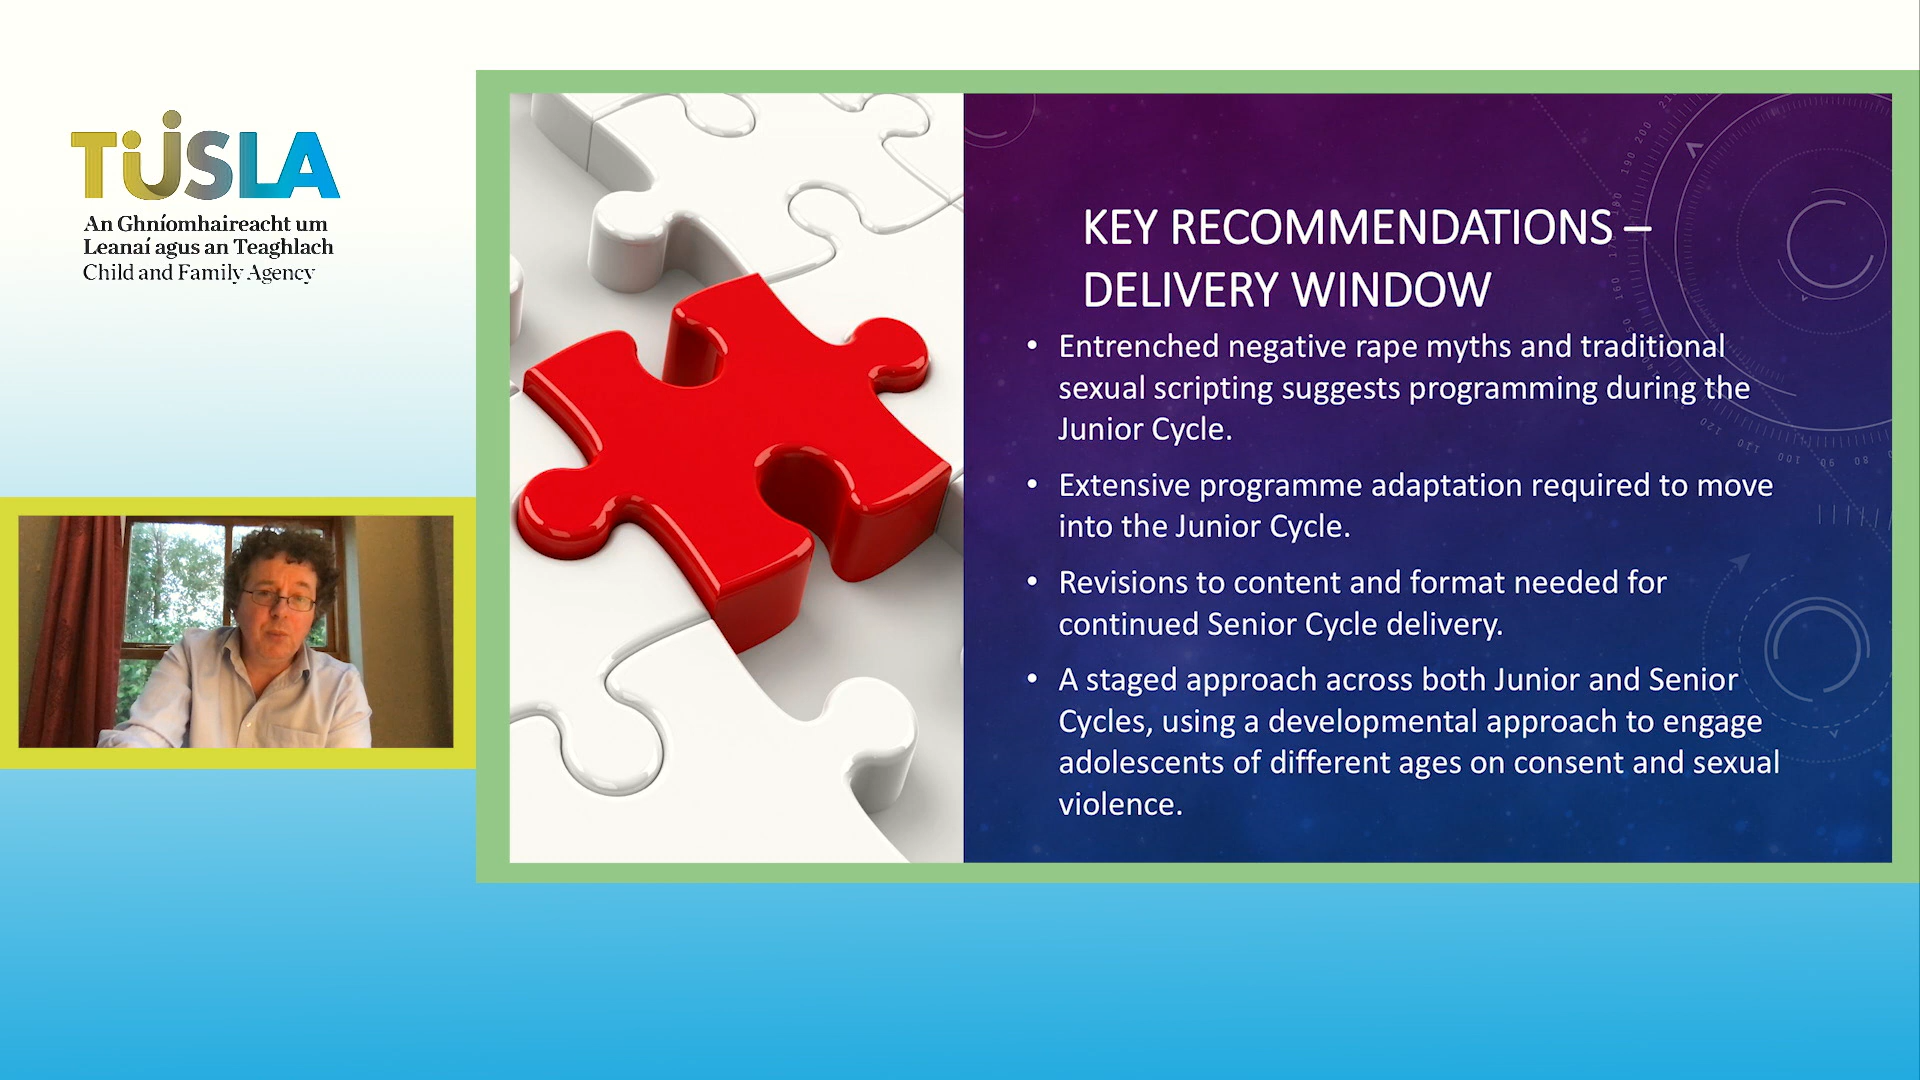 TUSLA
An Ghníomhaireacht um
Leanaí agus an Teaghlach
Child and Family Agency
KEY RECOMMENDATIONS –
DELIVERY WINDOW
• Entrenched negative rape myths and traditional
sexual scripting suggests programming during the
Junior Cycle.
• Extensive programme adaptation required to move
into the Junior Cycle.
• Revisions to content and format needed for
continued Senior Cycle delivery.
• A staged approach across both Junior and Senior
Cycles, using a developmental approach to engage
adolescents of different ages on consent and sexual
violence.